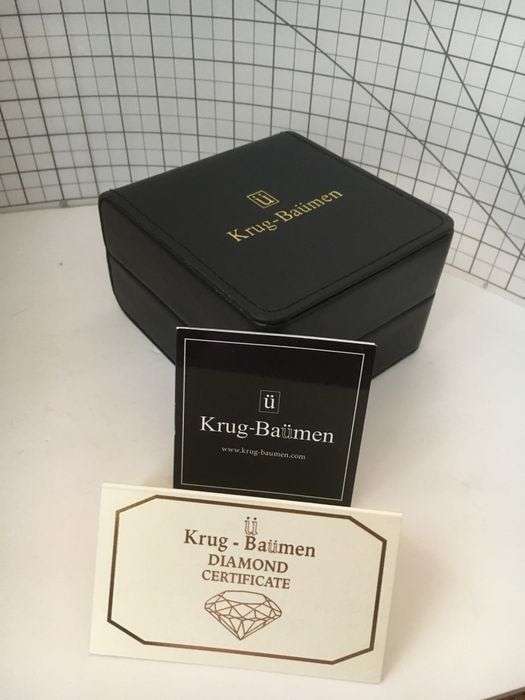 ü
Krug-Baümen
ü
Krug-Baümen
www.krug-baumen.com
ü
Krug - Baümen
DIAMOND
CERTIFICATE